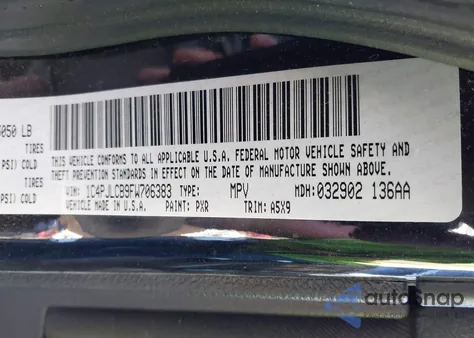 5050 LB
TIRES
PSI) COLD
TIRES
PSI) COLD
THIS VEHICLE CONFORMS TO ALL APPLICABLE U.S.A. FEDERAL MOTOR VEHICLE SAFETY AND
THEFT PREVENTION STANDARDS IN EFFECT ON THE DATE OF MANUFACTURE SHOWN ABOVE.
VIN: 1C4PJLCB9FW706383 TYPE: MPV MDH: 032902 136AA
MADE IN U.S.A. PAINT: PXR TRIM: A5X9
autoSnap